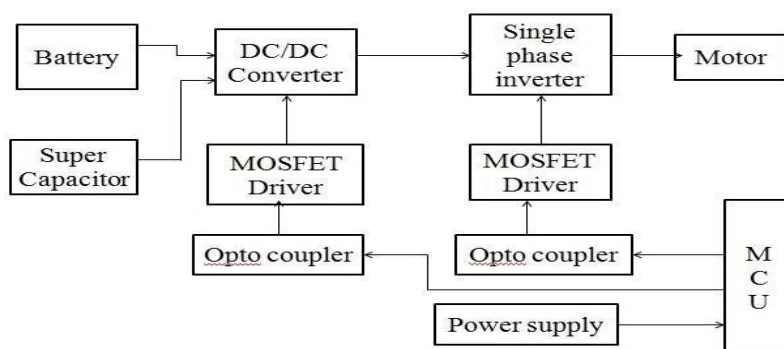 Battery
DC/DC
Converter
Single
phase
inverter
Motor
Super
Capacitor
MOSFET
Driver
MOSFET
Driver
Opto coupler
Opto coupler
M
C
U
Power supply